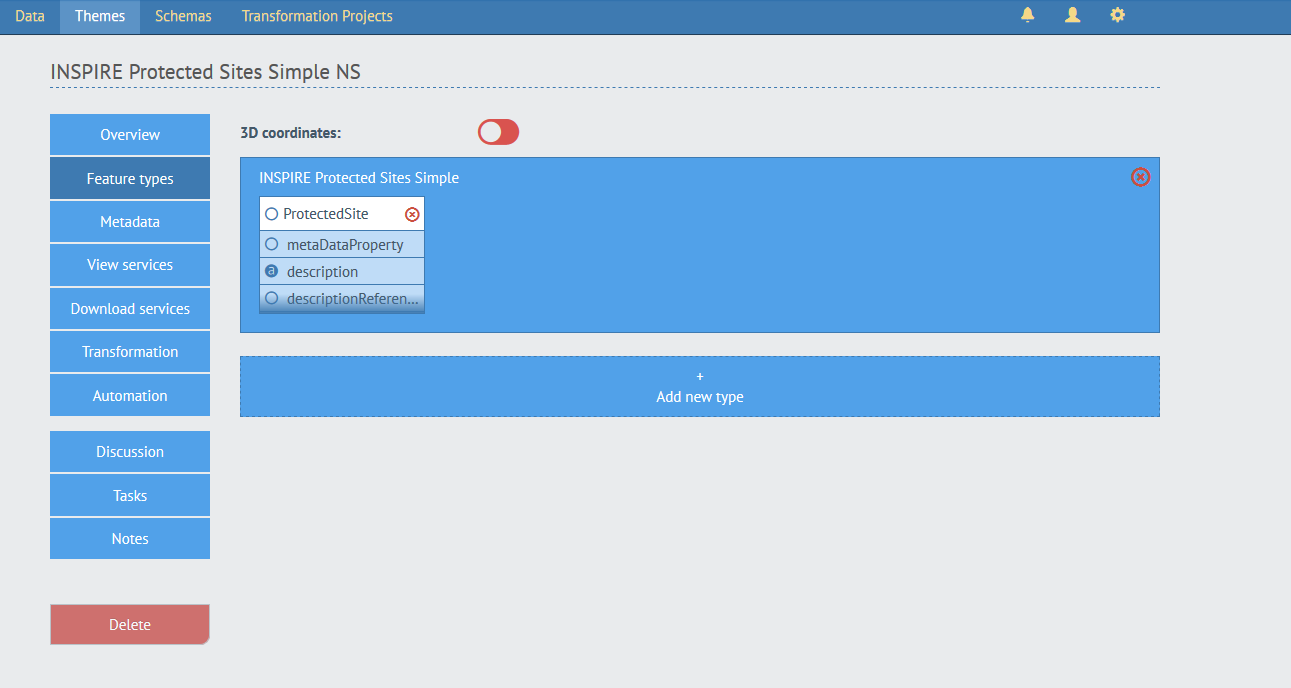 Data Themes Schemas Transformation Projects
INSPIRE Protected Sites Simple NS
Overview
Feature types
Metadata
View services
Download services
Transformation
Automation
Discussion
Tasks
Notes
Delete
3D coordinates:
INSPIRE Protected Sites Simple
ProtectedSite
metaDataProperty
a description
descriptionReferen...
+
Add new type